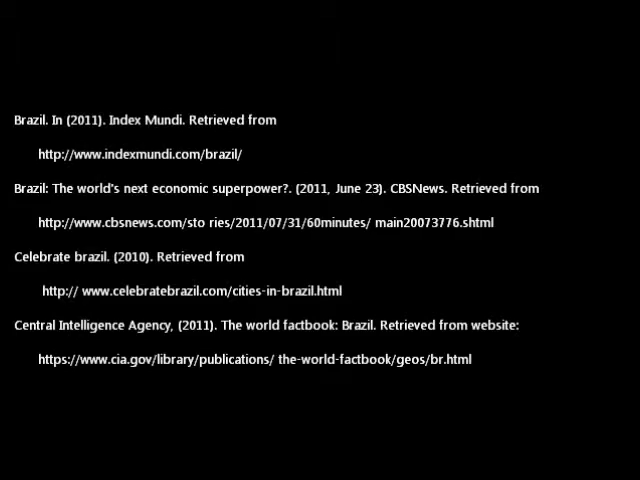 Brazil. In (2011). Index Mundi. Retrieved from
http://www.indexmundi.com/brazil/
Brazil: The world's next economic superpower?. (2011, June 23). CBSNews. Retrieved from
http://www.cbsnews.com/sto ries/2011/07/31/60minutes/ main20073776.shtml
Celebrate brazil. (2010). Retrieved from
http:// www.celebratebrazil.com/cities-in-brazil.html
Central Intelligence Agency, (2011). The world factbook: Brazil. Retrieved from website:
https://www.cia.gov/library/publications/ the-world-factbook/geos/br.html